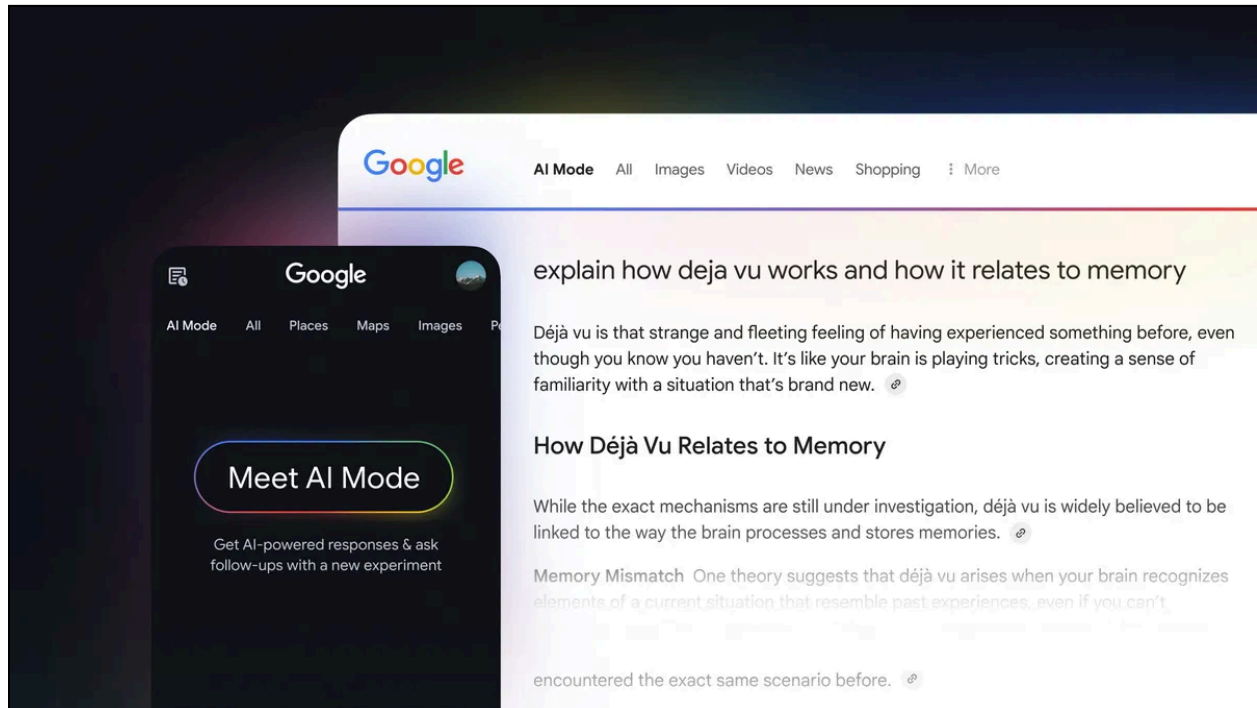 Google
AI Mode All Images Videos News Shopping More
explain how deja vu works and how it relates to memory
Déjà vu is that strange and fleeting feeling of having experienced something before, even
though you know you haven't. It's like your brain is playing tricks, creating a sense of
familiarity with a situation that's brand new.
How Déjà Vu Relates to Memory
While the exact mechanisms are still under investigation, déjà vu is widely believed to be
linked to the way the brain processes and stores memories.
Memory Mismatch One theory suggests that déjà vu arises when your brain recognizes
elements of a current situation that resemble past experiences, even if you can't
encountered the exact same scenario before.
Google
AI Mode All Places Maps Images
Meet AI Mode
Get AI-powered responses & ask
follow-ups with a new experiment